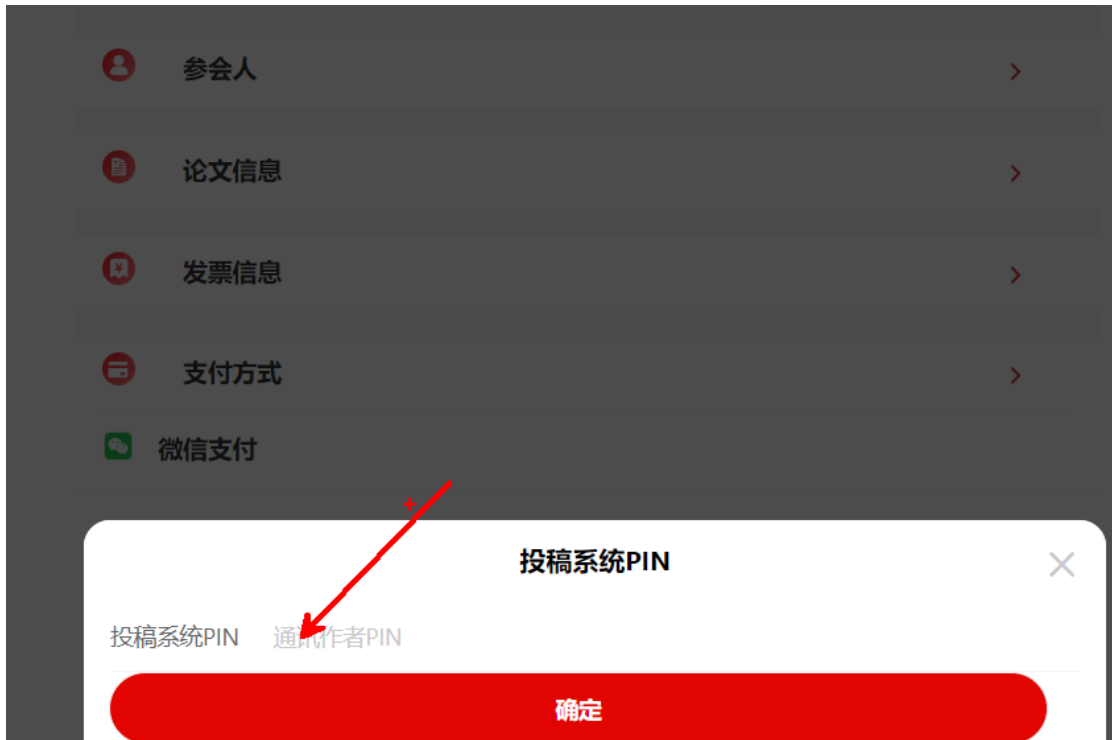 参会人
论文信息
发票信息
支付方式
微信支付
投稿系统PIN
投稿系统PIN 通讯作者PIN
确定